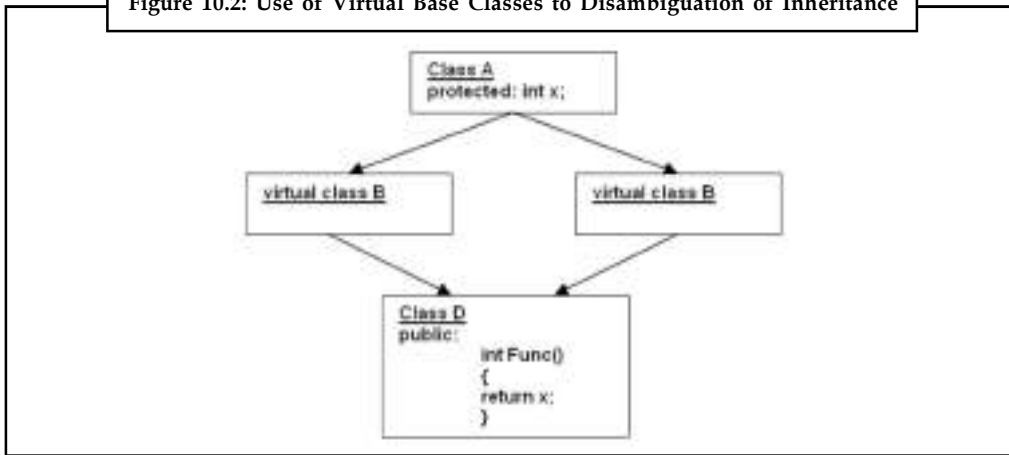 Figure 10.2: Use of Virtual Base Classes to Disambiguation of Inheritance
Class A
protected: int x;
virtual class B
virtual class B
Class D
public:
int Func()
{
return x;
}